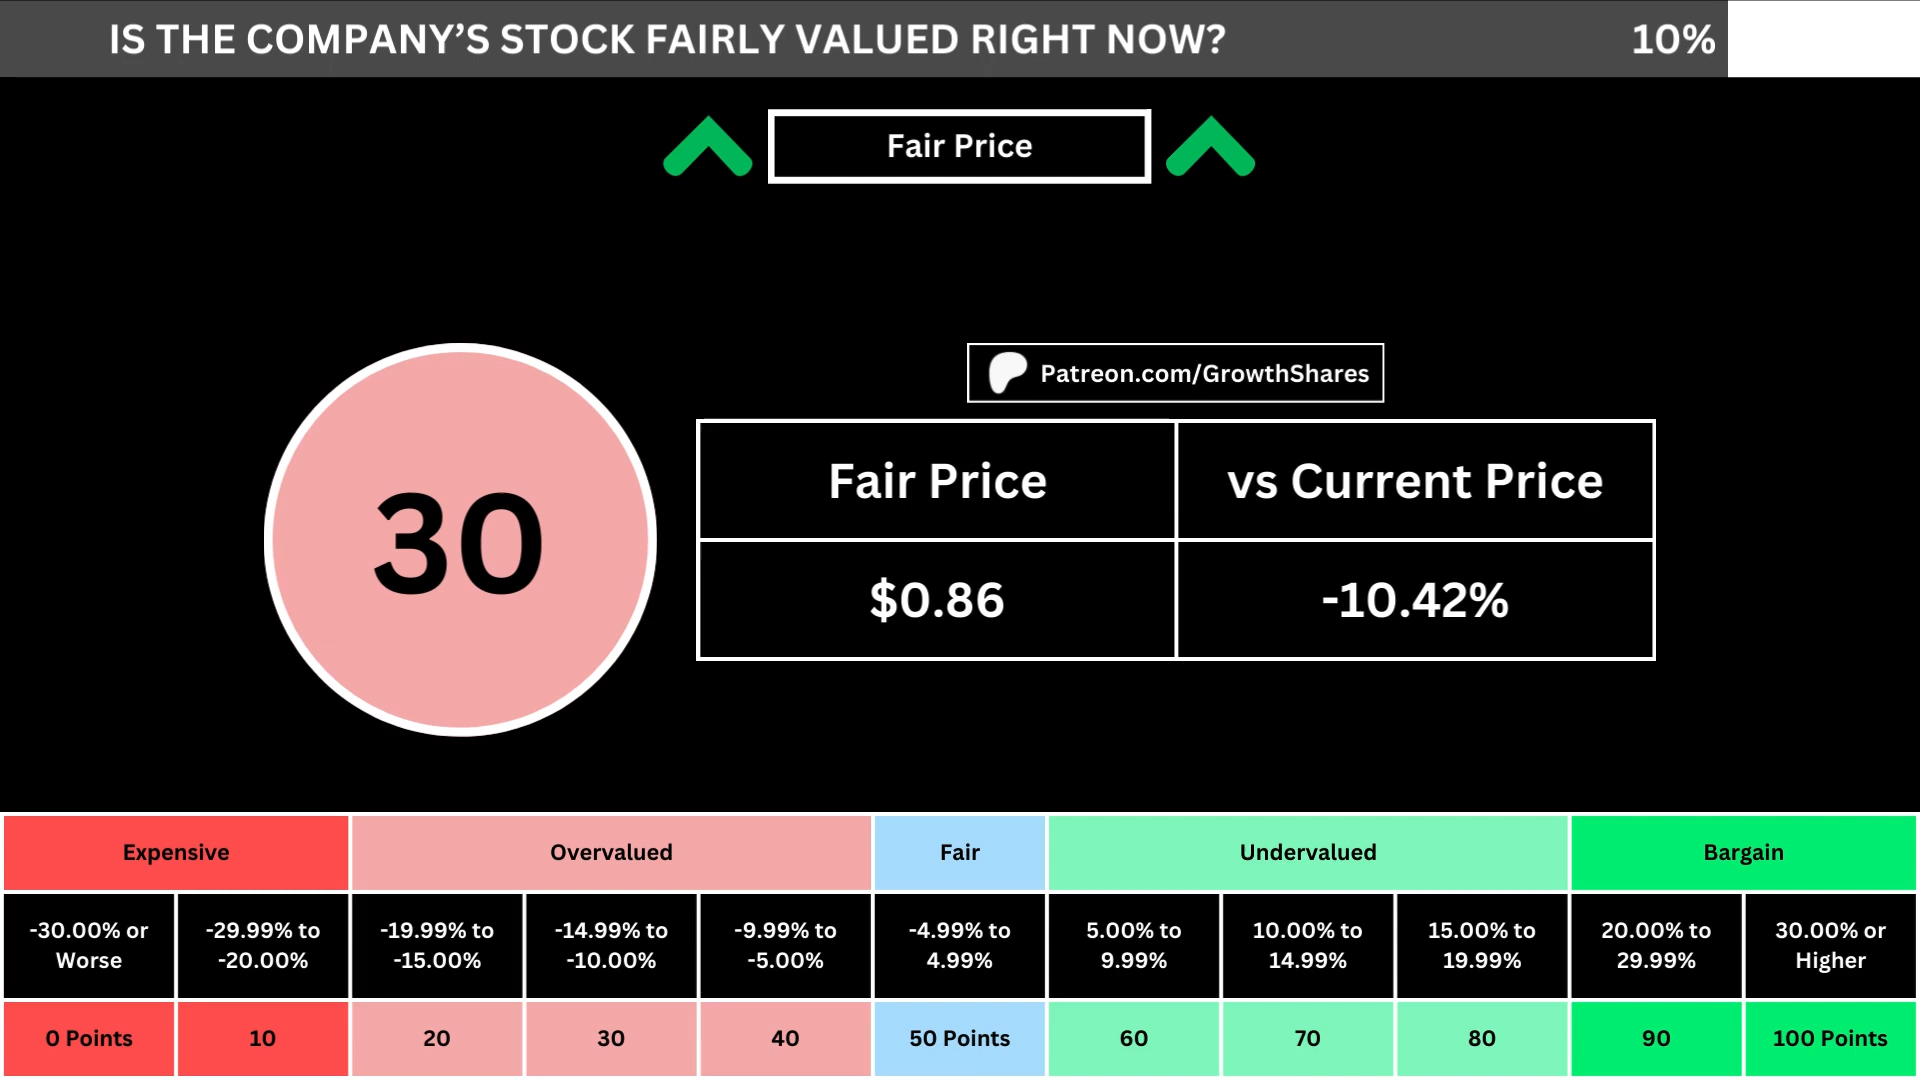 IS THE COMPANY’S STOCK FAIRLY VALUED RIGHT NOW? 10%
Fair Price
Patreon.com/GrowthShares
30
Fair Price vs Current Price
$0.86 -10.42%
Expensive Overvalued Fair Undervalued Bargain
-30.00% or Worse -29.99% to -20.00% -19.99% to -15.00% -14.99% to -10.00% -9.99% to -5.00% -4.99% to 4.99% 5.00% to 9.99% 10.00% to 14.99% 15.00% to 19.99% 20.00% to 29.99% 30.00% or Higher
0 Points 10 20 30 40 50 Points 60 70 80 90 100 Points